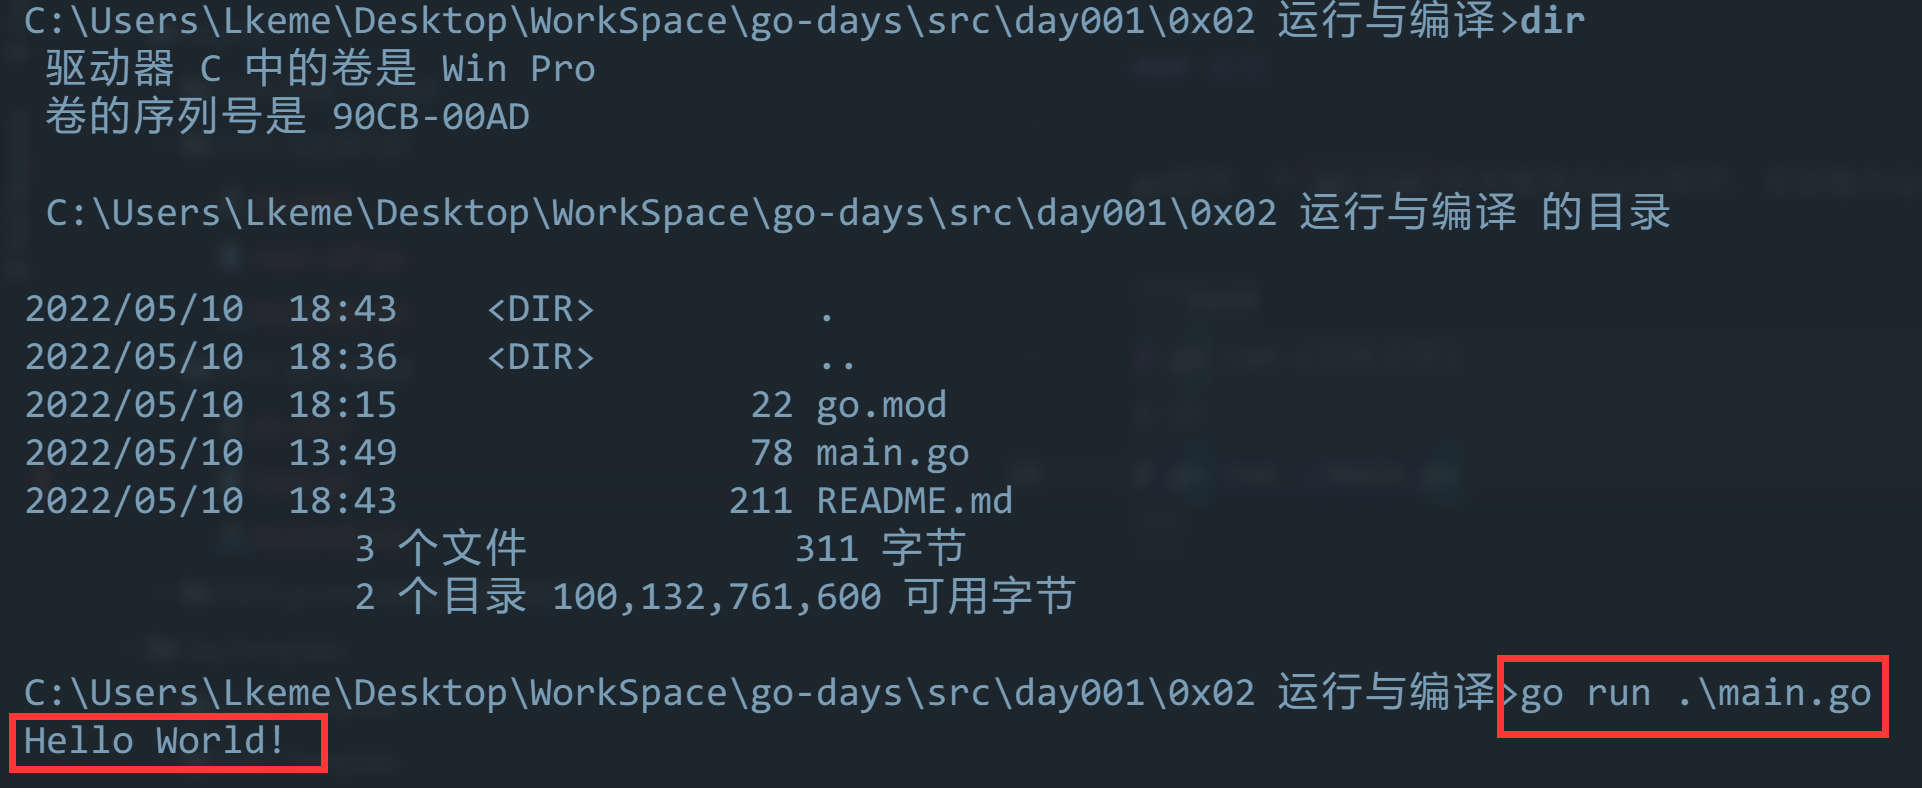 C:\Users\Lkeme\Desktop\WorkSpace\go-days\src\day001\0x02 运行与编译>dir
驱动器 C 中的卷是 Win Pro
卷的序列号是 90CB-00AD
C:\Users\Lkeme\Desktop\WorkSpace\go-days\src\day001\0x02 运行与编译 的目录
2022/05/10  18:43    <DIR>          .
2022/05/10  18:36    <DIR>          ..
2022/05/10  18:15                22 go.mod
2022/05/10  13:49                78 main.go
2022/05/10  18:43               211 README.md
3 个文件            311 字节
2 个目录 100,132,761,600 可用字节
C:\Users\Lkeme\Desktop\WorkSpace\go-days\src\day001\0x02 运行与编译>go run .\main.go
Hello World!